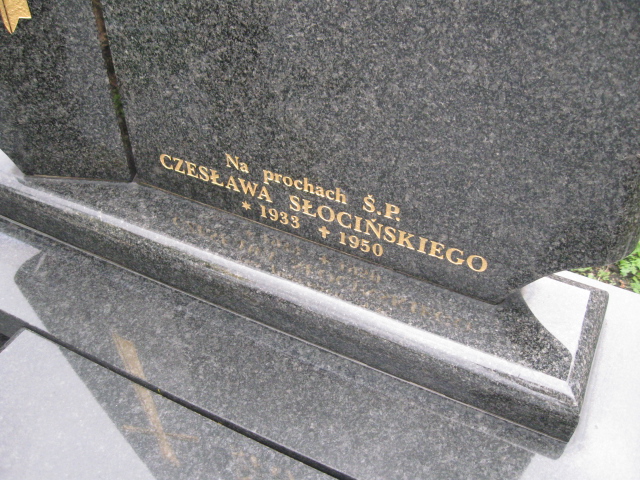 Na prochach Ś.P.
CZESŁAWA SŁOCIŃSKIEGO
* 1933 ✝ 1950